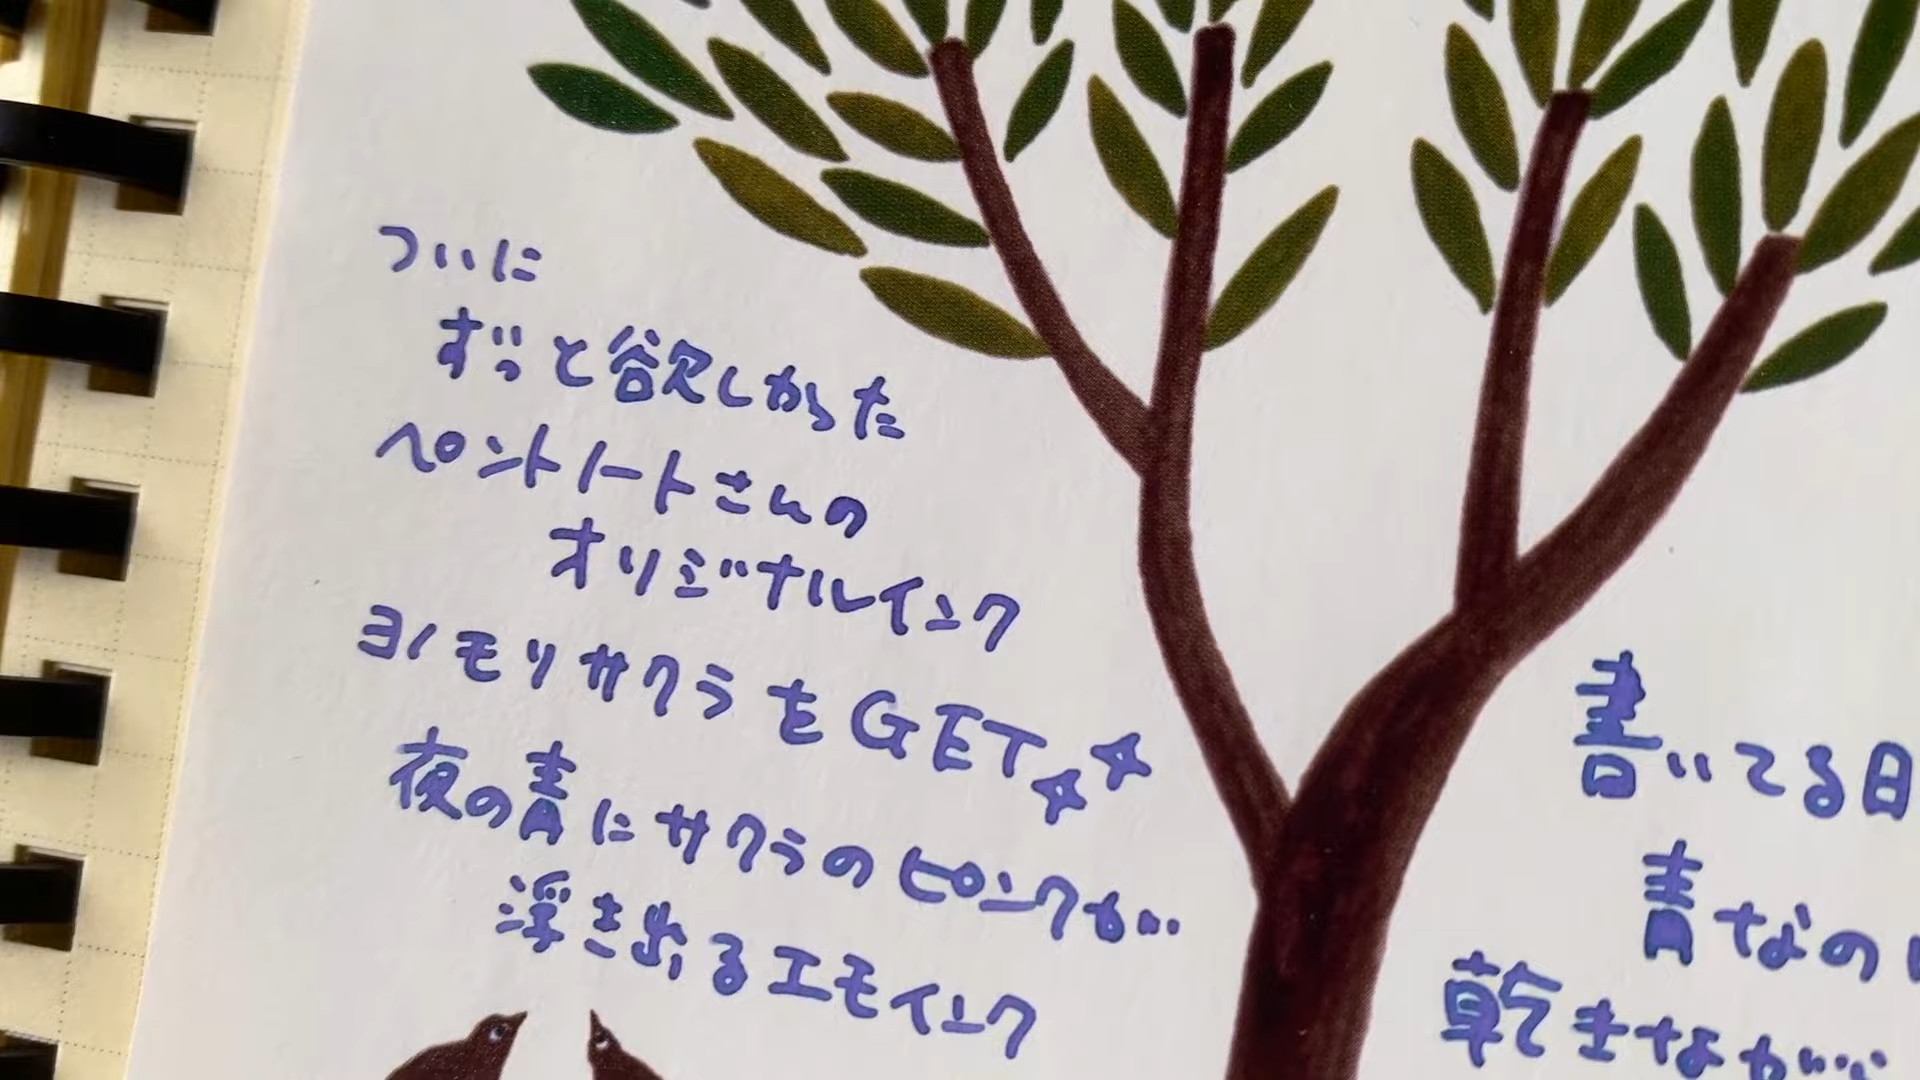 ついに
ずっと欲しかった
ペントノートさんの
オリジナルインク
ヨノモリサクラをGET
夜の青にサクラのピンクが…
浮き出るエモインク
書いてる日
青なの
乾きなが